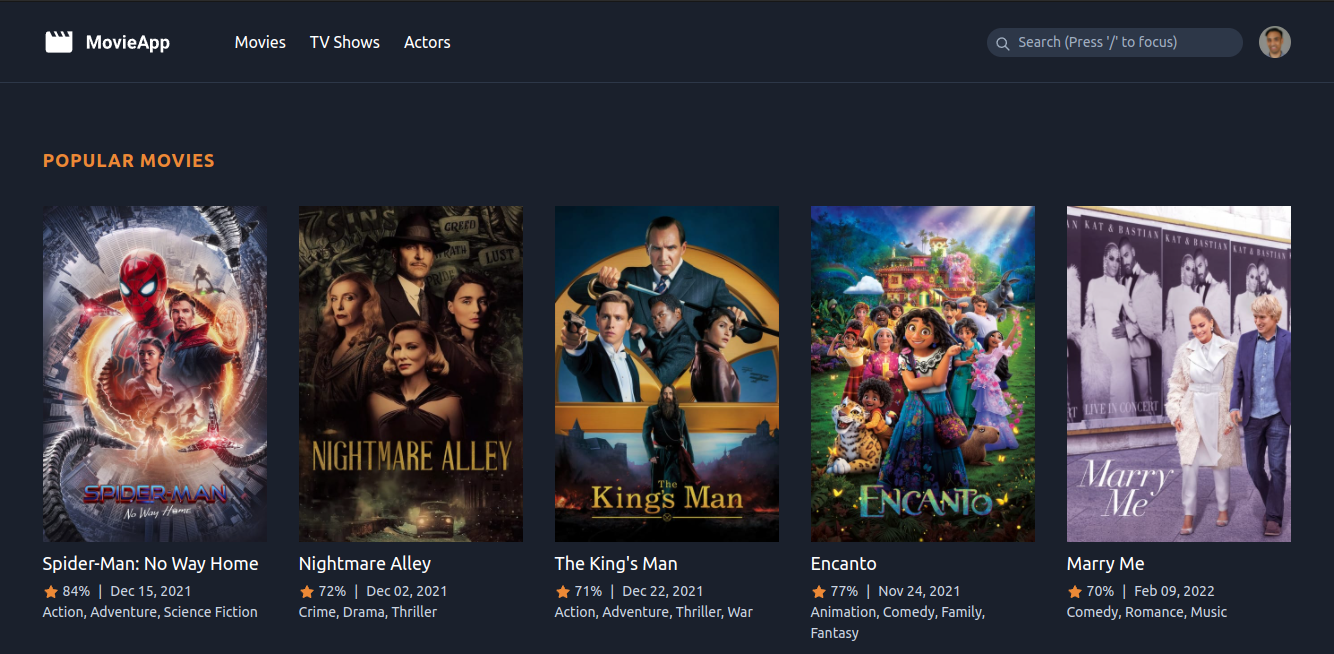 MovieApp
Movies
TV Shows
Actors
Search (Press '/' to focus)
POPULAR MOVIES
SINS
CREED
WRATH
LUST
NIGHTMARE ALLEY
SPIDER-MAN
No Way Home
The
King's Man
ENCANTO
KAT & BASTIAN
KAT & BASTIAN
KAT & BASTIAN
LIVE IN CONCERT
Marry
Me
Spider-Man: No Way Home
84% | Dec 15, 2021
Action, Adventure, Science Fiction
Nightmare Alley
72% | Dec 02, 2021
Crime, Drama, Thriller
The King's Man
71% | Dec 22, 2021
Action, Adventure, Thriller, War
Encanto
77% | Nov 24, 2021
Animation, Comedy, Family,
Fantasy
Marry Me
70% | Feb 09, 2022
Comedy, Romance, Music